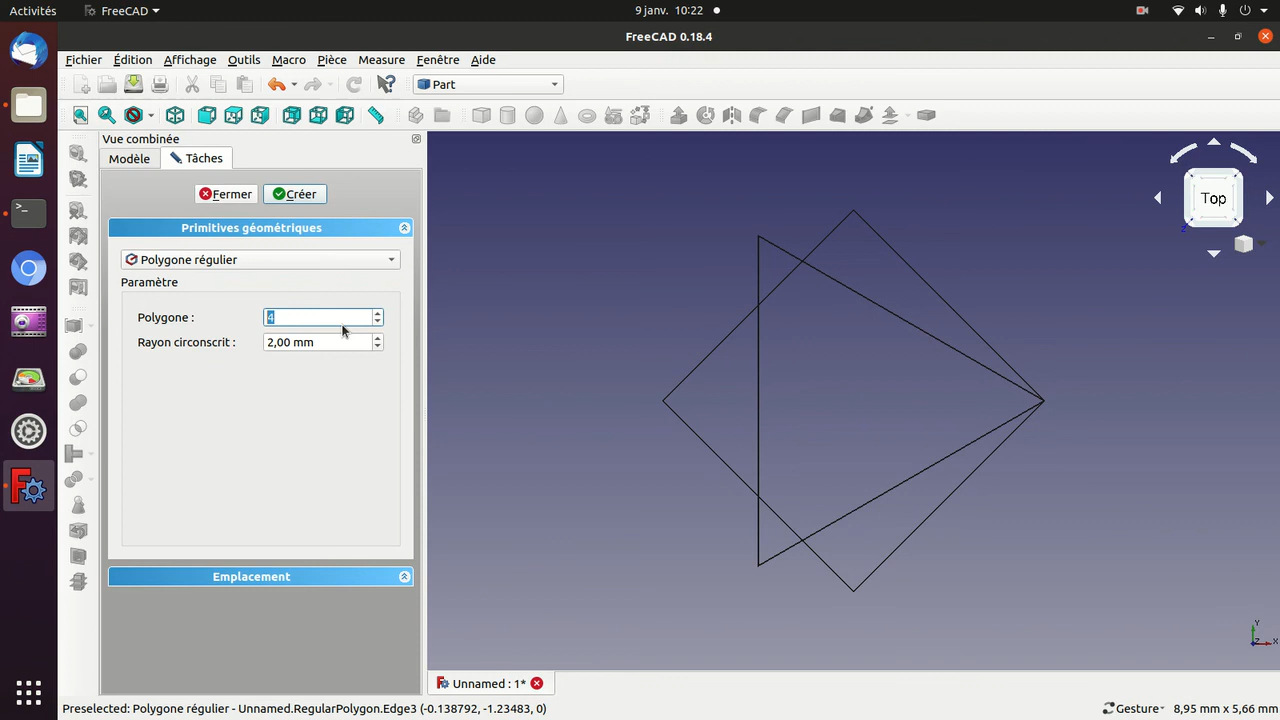 Activités FreeCAD 9 janv. 10:22
FreeCAD 0.18.4
Fichier Édition Affichage Outils Macro Pièce Mesure Fenêtre Aide
Part
Vue combinée
Modèle Tâches
Fermer Créer
Primitives géométriques
Polygone régulier
Paramètre
Polygone : 4
Rayon circonscrit : 2,00 mm
Emplacement
Top
Z
Y
X
Z
Unnamed : 1*
Preselected: Polygone régulier - Unnamed.RegularPolygon.Edge3 (-0.138792, -1.23483, 0) Gesture 8,95 mm x 5,66 mm